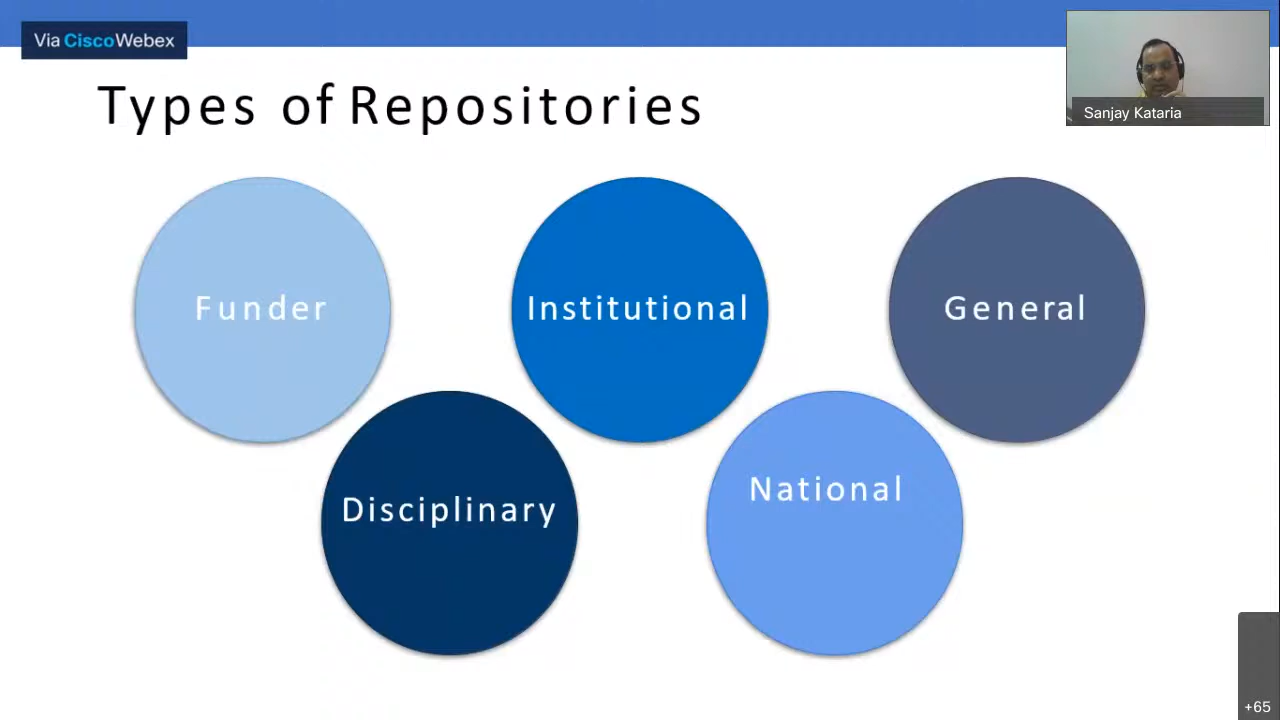 Via CiscoWebex
Sanjay Kataria
Types of Repositories
Funder
Institutional
General
Disciplinary
National
+65